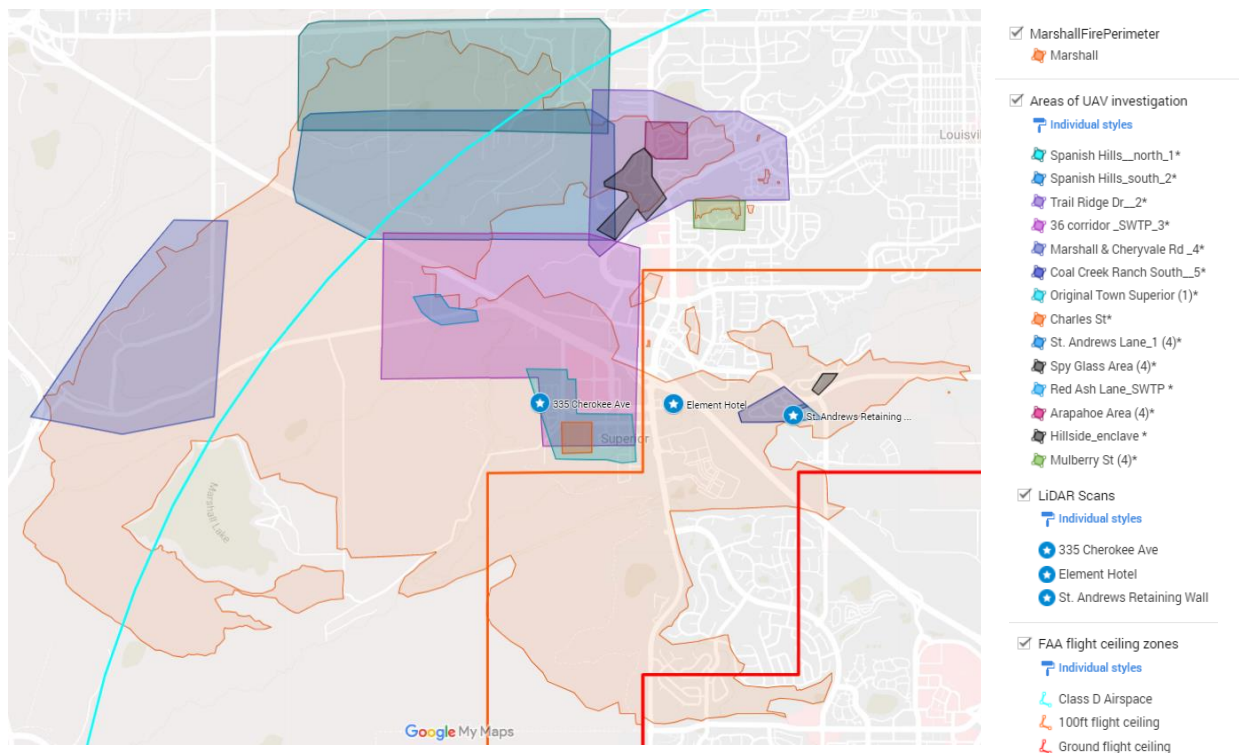 Louisvil
335 Cherokee Ave
Element Hotel
St. Andrews Retaining ...
Superior
Marshall Lake
Google My Maps
MarshallFirePerimeter
Marshall
Areas of UAV investigation
Individual styles
Spanish Hills__north_1*
Spanish Hills_south_2*
Trail Ridge Dr__2*
36 corridor _SWTP_3*
Marshall & Cheryvale Rd _4*
Coal Creek Ranch South__5*
Original Town Superior (1)*
Charles St*
St. Andrews Lane_1 (4)*
Spy Glass Area (4)*
Red Ash Lane_SWTP *
Arapahoe Area (4)*
Hillside_enclave *
Mulberry St (4)*
LiDAR Scans
Individual styles
335 Cherokee Ave
Element Hotel
St. Andrews Retaining Wall
FAA flight ceiling zones
Individual styles
Class D Airspace
100ft flight ceiling
Ground flight ceiling